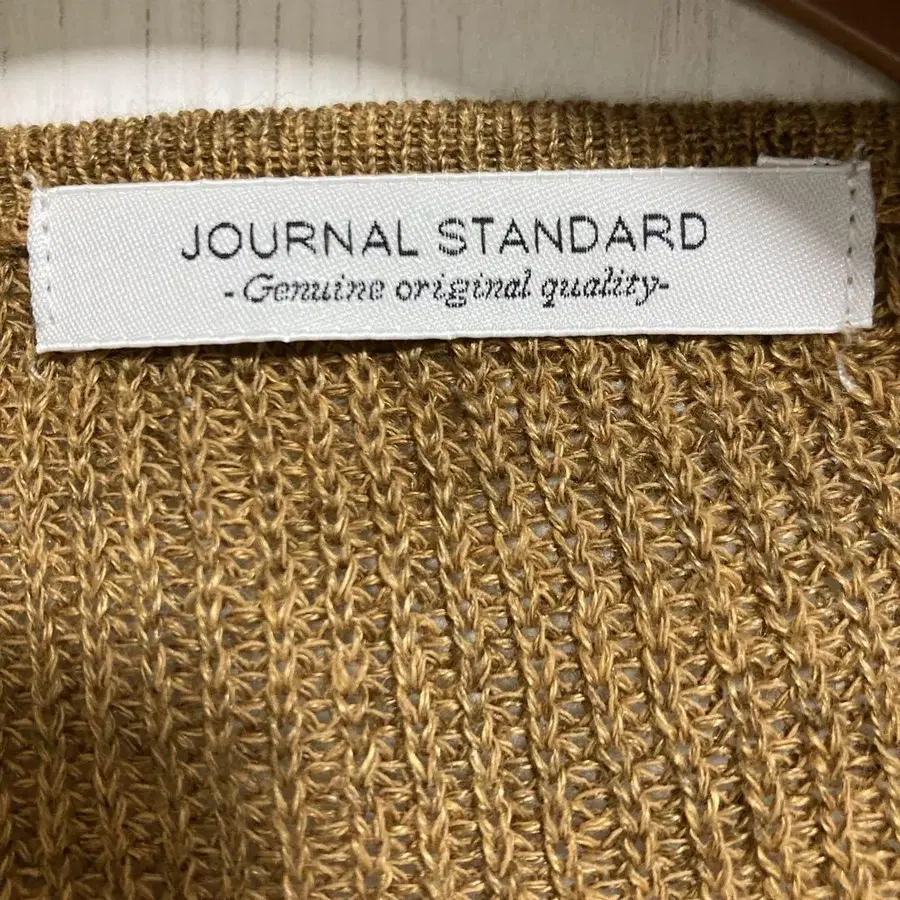 JOURNAL STANDARD
-Genuine original quality-